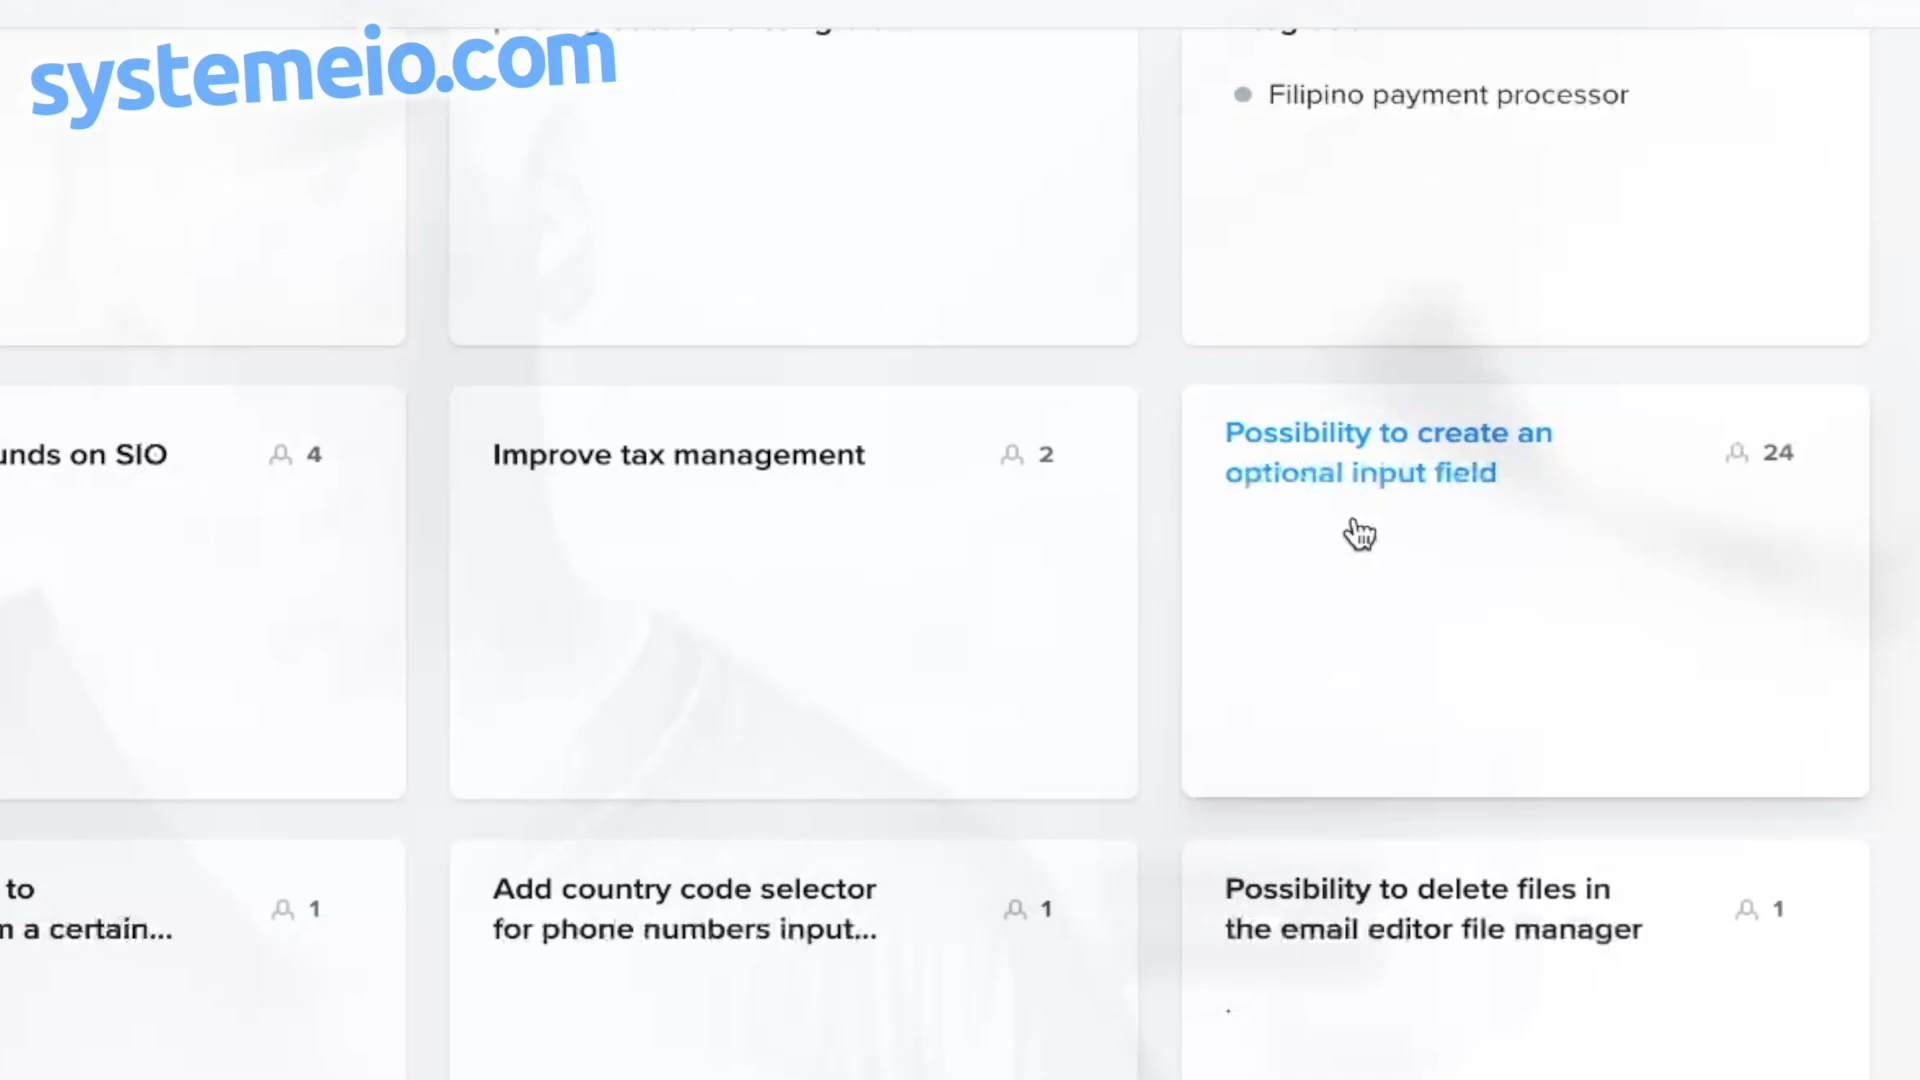 systemeio.com
Filipino payment processor
unds on SIO
4
Improve tax management
2
Possibility to create an
optional input field
24
to
a certain...
1
Add country code selector
for phone numbers input...
1
Possibility to delete files in
the email editor file manager
1
.